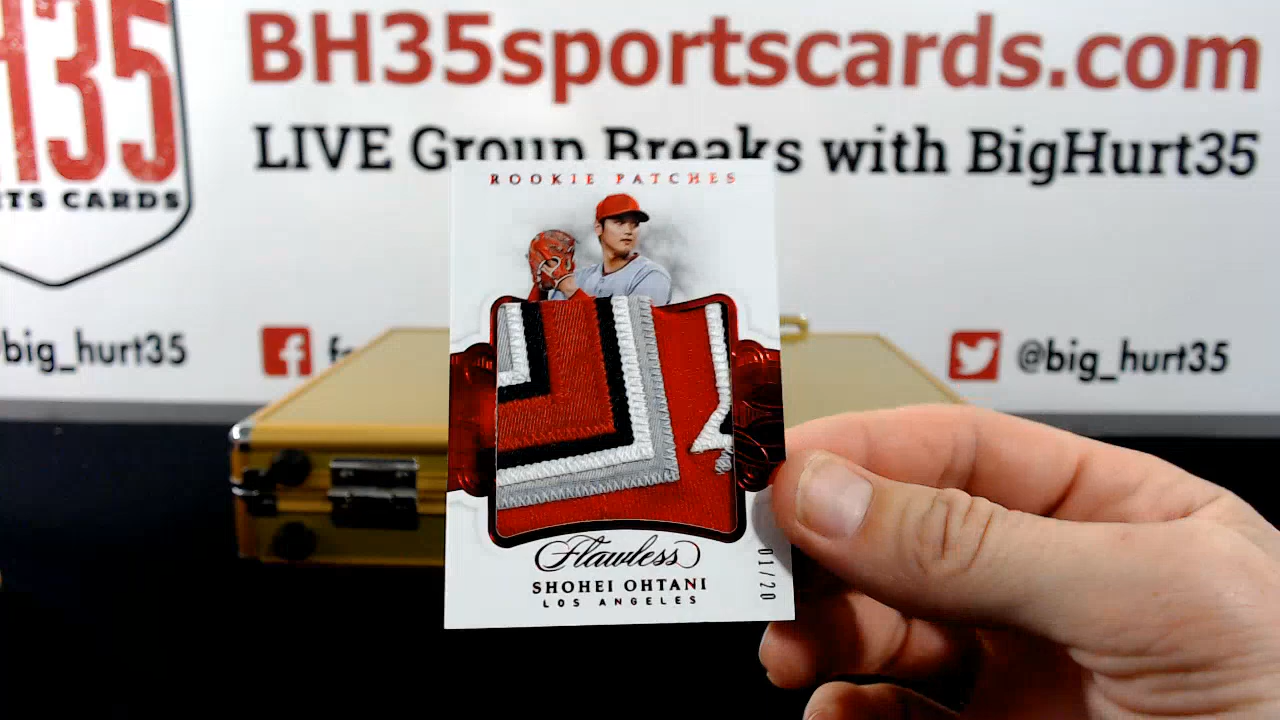 BH35sportscards.com
LIVE Group Breaks with BigHurt35
H35
TS CARDS
big_hurt35
f
@big_hurt35
ROOKIE PATCHES
Flawless
SHOHEI OHTANI
LOS ANGELES
01/20